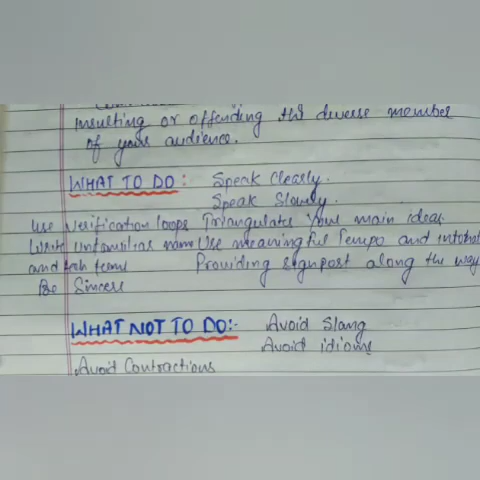 insulting or offending the diverse member
of your audience.
WHAT TO DO: Speak Clearly.
Speak Slowly.
Use Verification loops Triangulate Your main ideas
Write Unfamiliar name Use meaningful Tempo and
and tech terms Providing signpost along the way
Be Sincere
WHAT NOT TO DO:- Avoid Slang
Avoid idioms
Avoid Contractions